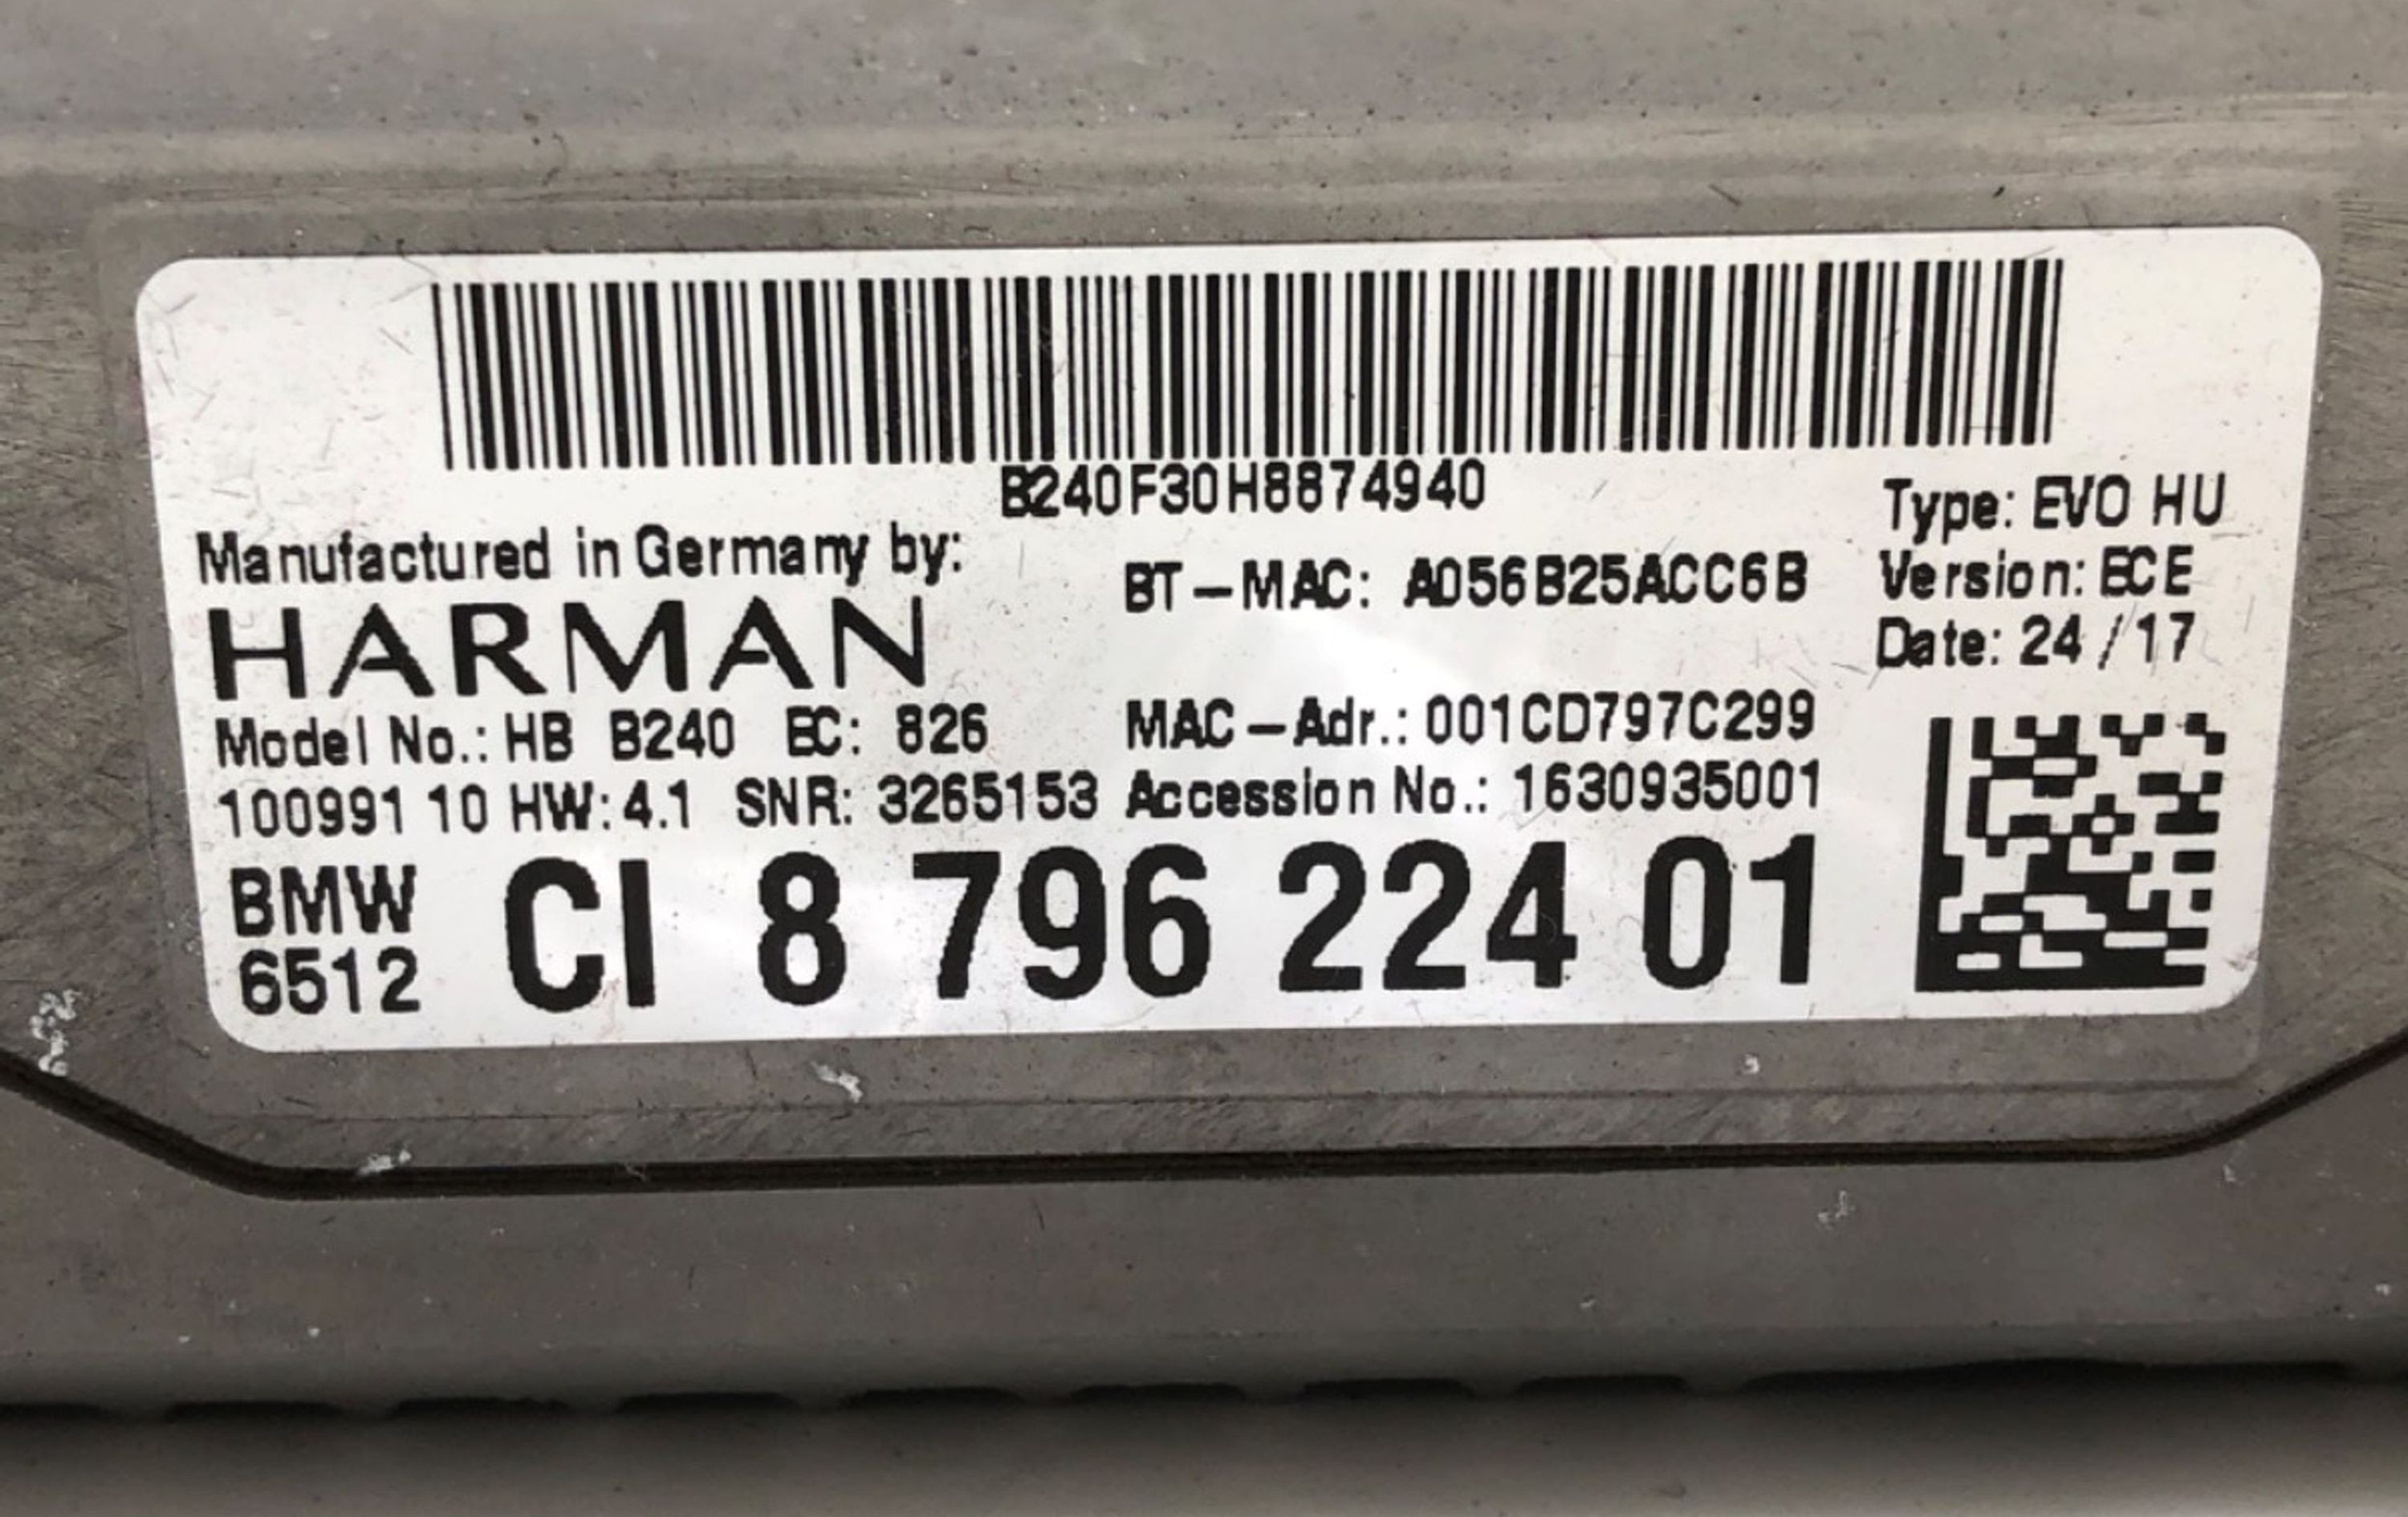 B240F30H8874940
Manufactured in Germany by:
HARMAN
Model No.: HB B240 EC: 826
10099110 HW: 4.1 SNR: 3265153
BMW
6512
CI 8 796 224 01
BT-MAC: A056B25ACC6B
MAC-Adr.: 001CD797C299
Accession No.: 1630935001
Type: EVO HU
Version: ECE
Date: 24/17